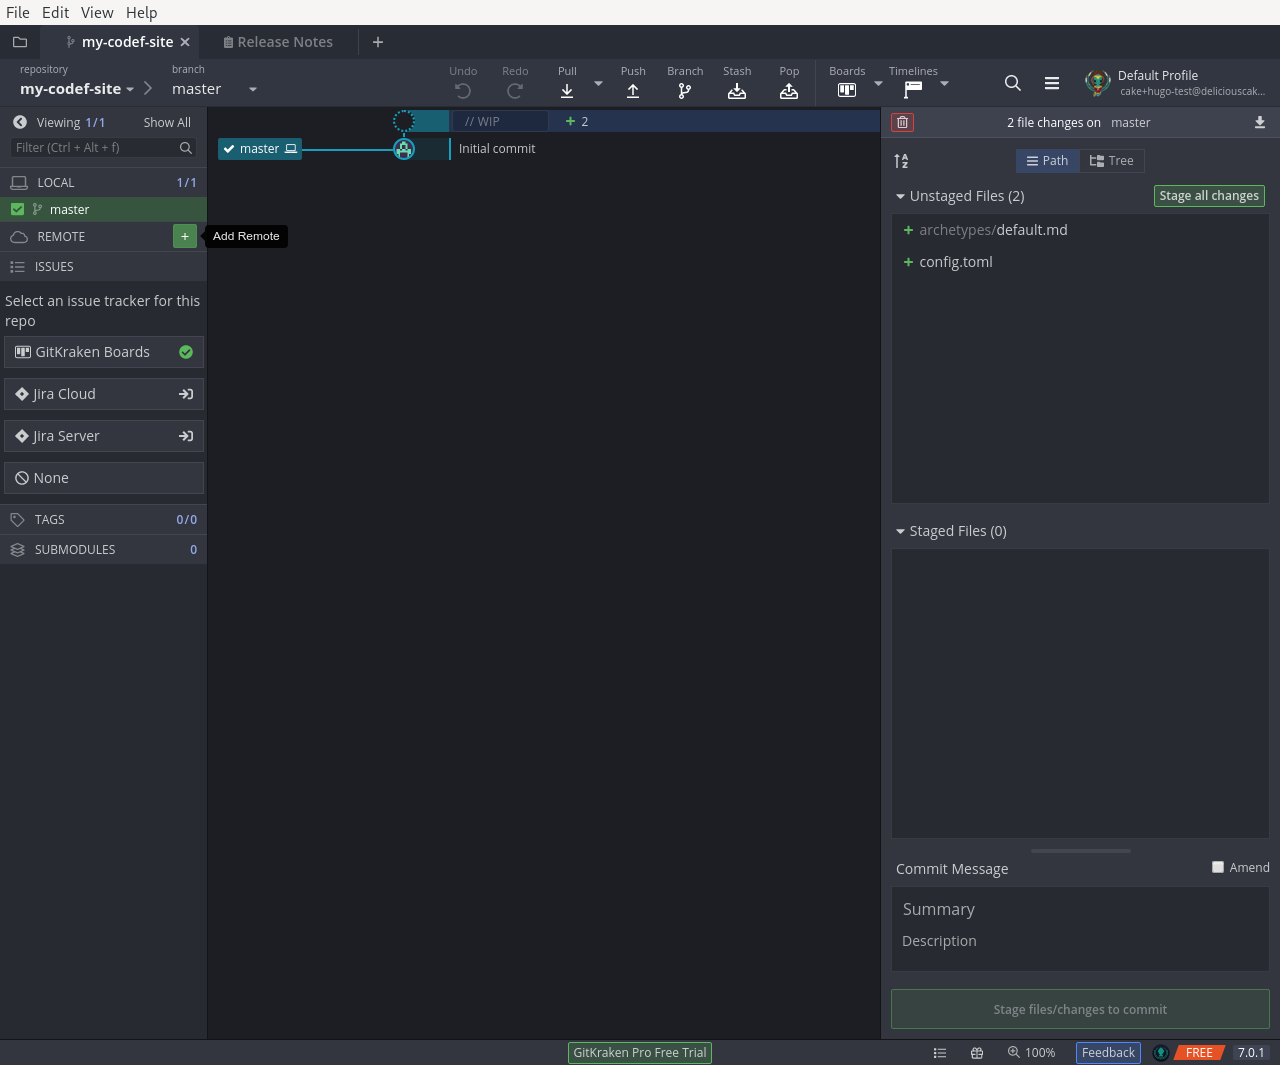 File Edit View Help
my-codef-site Release Notes
repository branch
my-codef-site master
Undo Redo Pull Push Branch Stash Pop Boards Timelines
Default Profile
cake+hugo-test@deliciouscak...
Viewing 1/1 Show All
Filter (Ctrl + Alt + f)
LOCAL 1/1
master
REMOTE
Add Remote
ISSUES
Select an issue tracker for this
repo
GitKraken Boards
Jira Cloud
Jira Server
None
TAGS 0/0
SUBMODULES 0
// WIP + 2
master Initial commit
2 file changes on master
Path Tree
Unstaged Files (2) Stage all changes
+ archetypes/default.md
+ config.toml
Staged Files (0)
Commit Message Amend
Summary
Description
Stage files/changes to commit
GitKraken Pro Free Trial 100% Feedback FREE 7.0.1